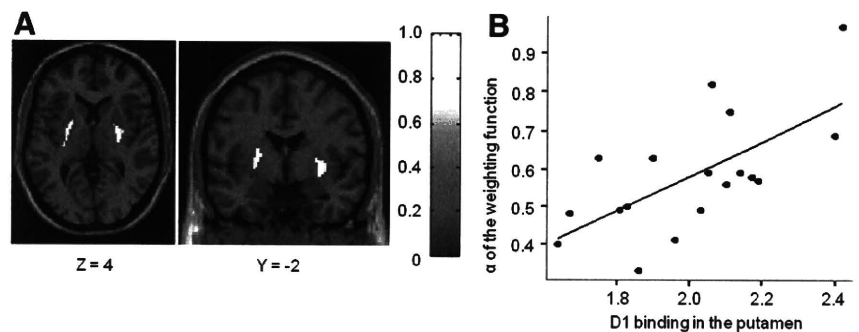 A
Z = 4
Y = -2
1.0
0.8
0.6
0.4
0.2
0
B
α of the weighting function
0.9
0.8
0.7
0.6
0.5
0.4
1.8
2.0
2.2
2.4
D1 binding in the putamen